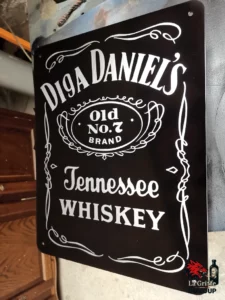 DIGA DANIEL'S
Old
No.7
BRAND
Tennessee
WHISKEY